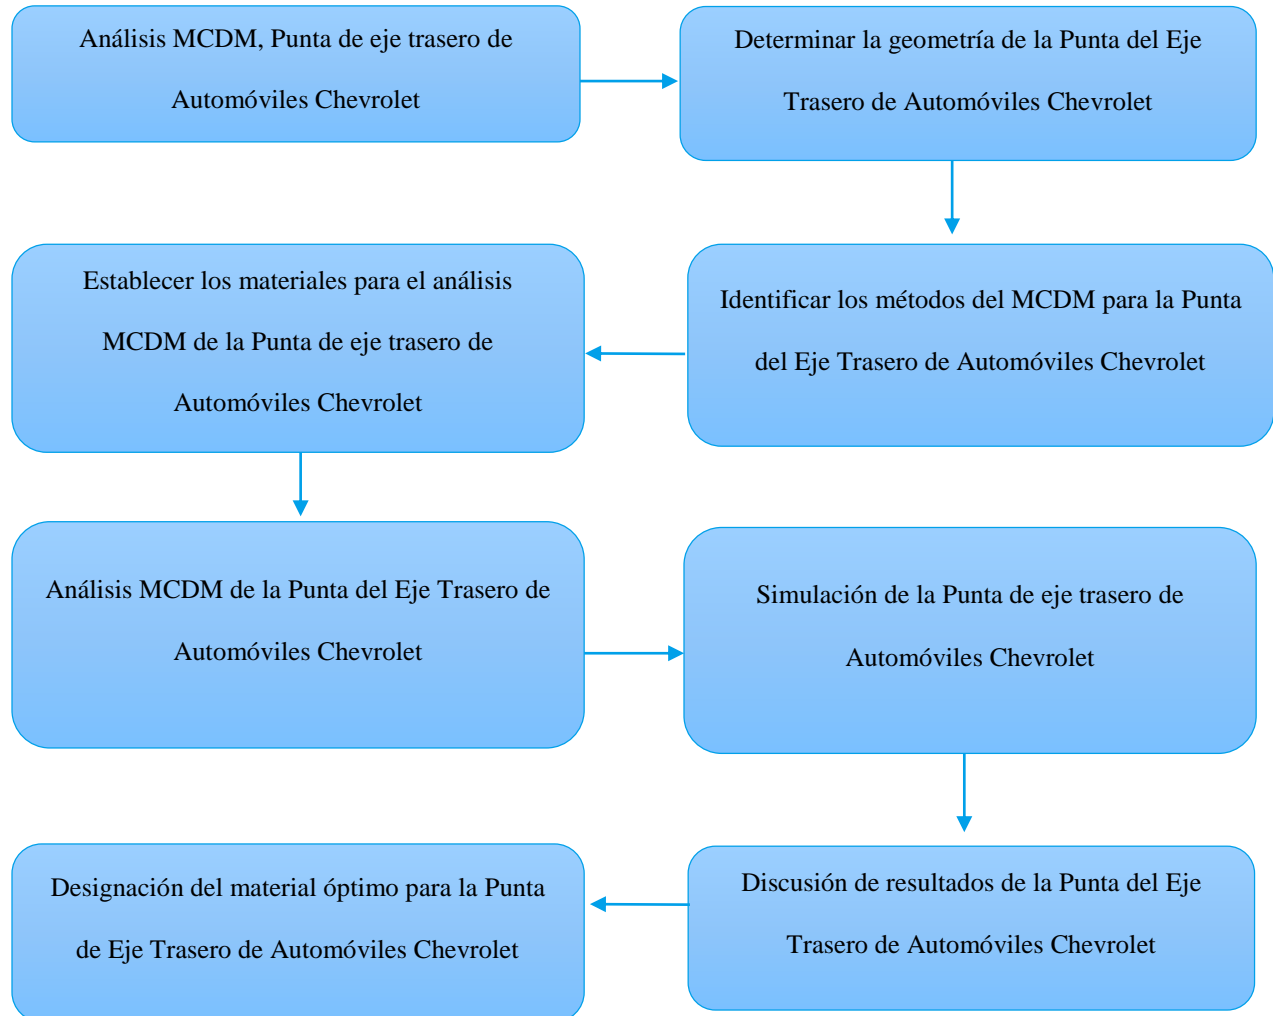 Análisis MCDM, Punta de eje trasero de
Automóviles Chevrolet
Determinar la geometría de la Punta del Eje
Trasero de Automóviles Chevrolet
Identificar los métodos del MCDM para la Punta
del Eje Trasero de Automóviles Chevrolet
Establecer los materiales para el análisis
MCDM de la Punta de eje trasero de
Automóviles Chevrolet
Análisis MCDM de la Punta del Eje Trasero de
Automóviles Chevrolet
Simulación de la Punta de eje trasero de
Automóviles Chevrolet
Discusión de resultados de la Punta del Eje
Trasero de Automóviles Chevrolet
Designación del material óptimo para la Punta
de Eje Trasero de Automóviles Chevrolet